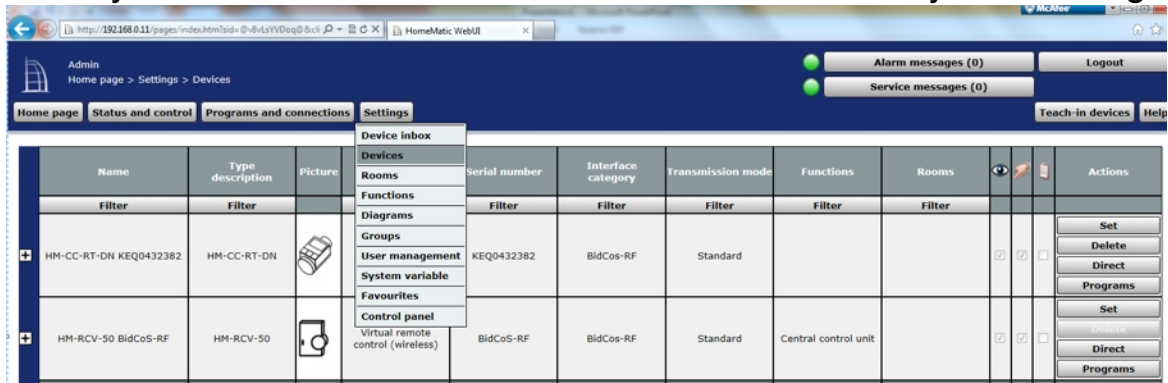 McAfee
http://192.168.0.11/pages/index.htm?sid=@v8vLsYVDoq@&cli
HomeMatic WebUI
Admin
Home page > Settings > Devices
Alarm messages (0)
Logout
Service messages (0)
Home page Status and control Programs and connections Settings
Teach-in devices Help
Device inbox
Devices
Rooms
Functions
Diagrams
Groups
User management
System variable
Favourites
Control panel
Name Type description Picture Serial number Interface category Transmission mode Functions Rooms Actions
Filter Filter Filter Filter Filter Filter Filter
HM-CC-RT-DN KEQ0432382 HM-CC-RT-DN KEQ0432382 BidCos-RF Standard
Set
Delete
Direct
Programs
HM-RCV-50 BidCoS-RF HM-RCV-50 Virtual remote control (wireless) BidCoS-RF BidCos-RF Standard Central control unit
Set
Delete
Direct
Programs